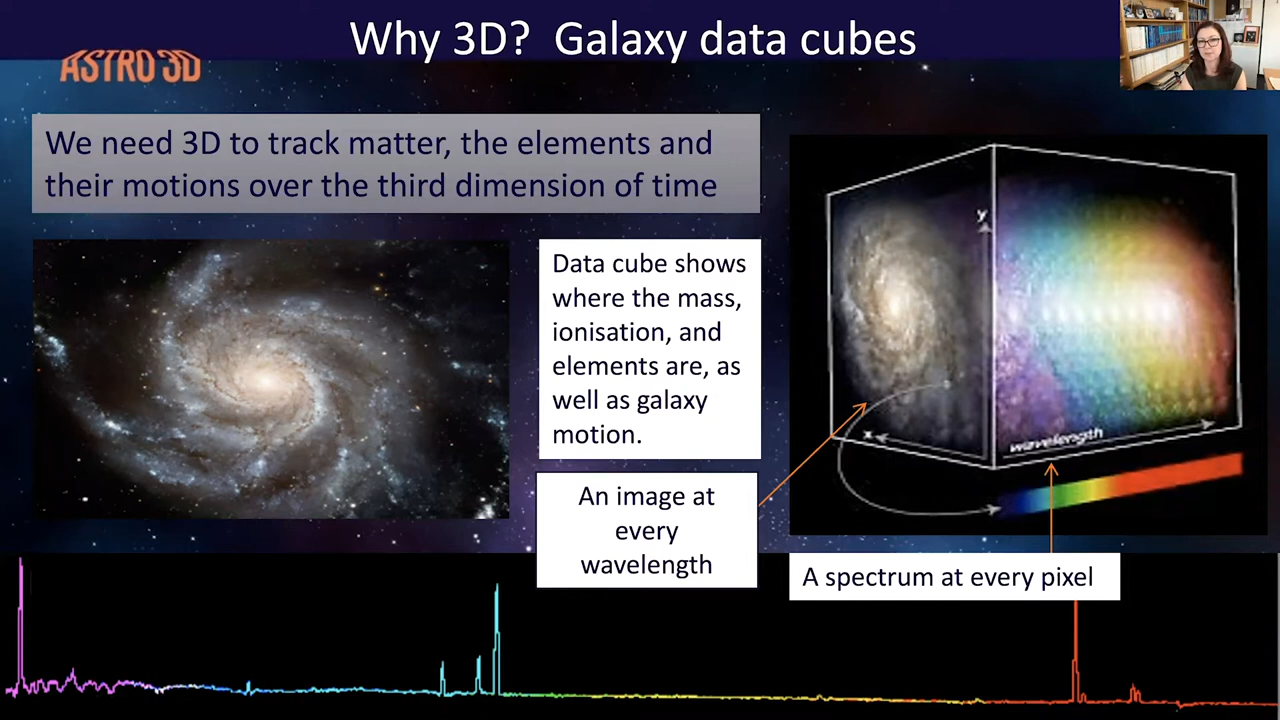 Why 3D? Galaxy data cubes
ASTRO 3D
We need 3D to track matter, the elements and
their motions over the third dimension of time
Data cube shows
where the mass,
ionisation, and
elements are, as
well as galaxy
motion.
An image at
every
wavelength
y
x
wavelength
A spectrum at every pixel